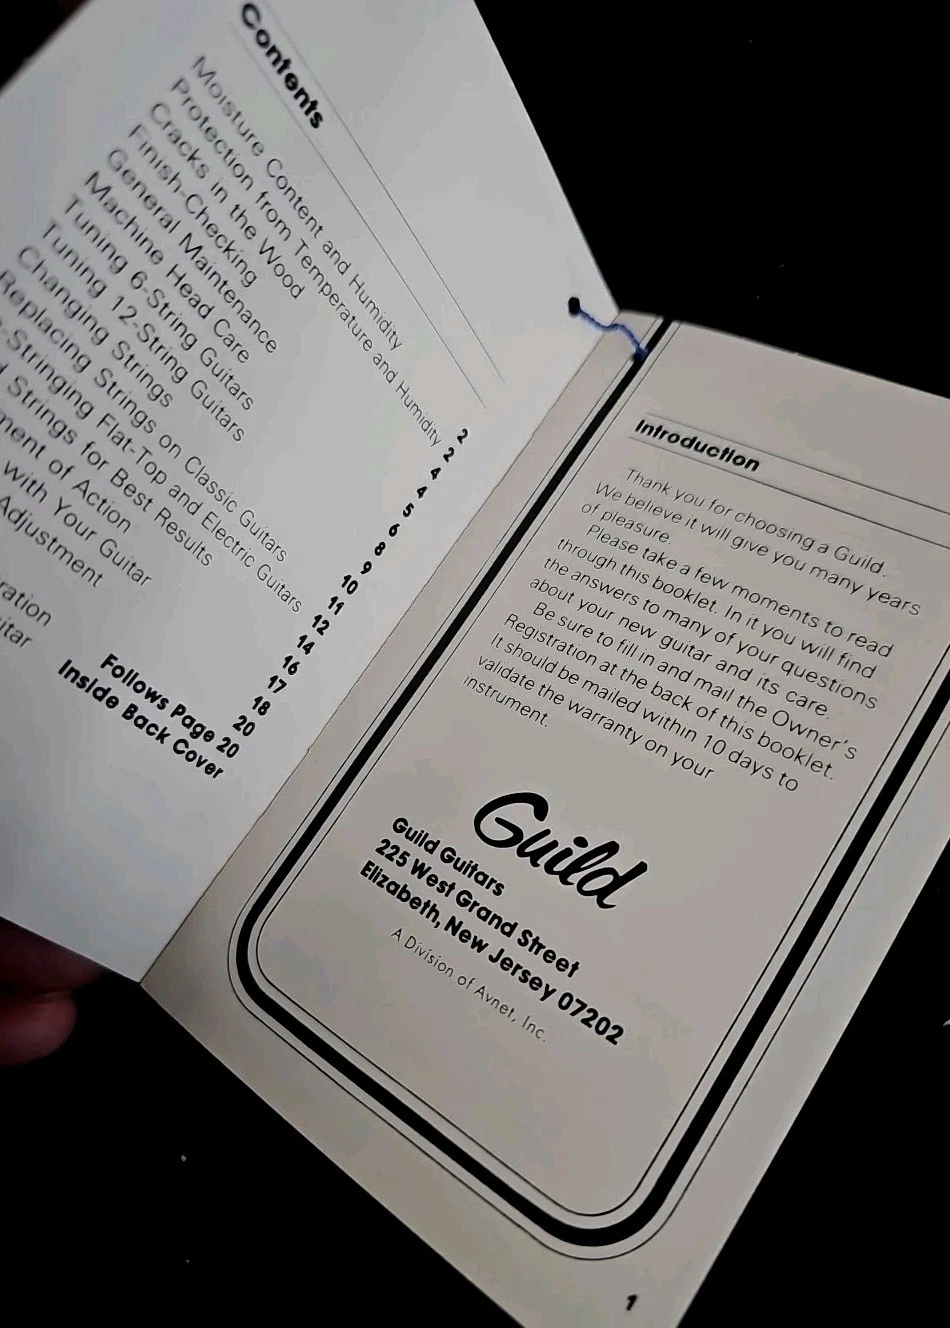 Contents
Moisture Content and Humidity 2
Protection from Temperature and Humidity 2
Cracks in the Wood 4
Finish-Checking 4
General Maintenance 5
Machine Head Care 6
Tuning 6-String Guitars 8
Tuning 12-String Guitars 9
Changing Strings 10
Replacing Strings on Classic Guitars 11
-Stringing Flat-Top and Electric Guitars 12
Strings for Best Results 14
of Action 16
with Your Guitar 17
Adjustment 18
20
Follows Page 20
Inside Back Cover
Introduction
Thank you for choosing a Guild.
We believe it will give you many years
of pleasure.
Please take a few moments to read
through this booklet. In it you will find
the answers to many of your questions
about your new guitar and its care.
Be sure to fill in and mail the Owner's
Registration at the back of this booklet.
It should be mailed within 10 days to
validate the warranty on your
instrument.
Guild
Guild Guitars
225 West Grand Street
Elizabeth, New Jersey 07202
A Division of Avnet, Inc.
1